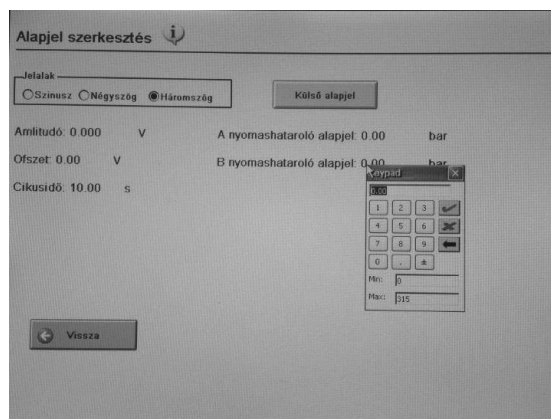 Alapjel szerkesztés i
Jelalak
Szinusz Négyszög Háromszög
Külső alapjel
Amlitudó: 0.000 V
A nyomashataroló alapjel: 0.00 bar
Ofszet: 0.00 V
B nyomashataroló alapjel: 0.00 bar
Cikusidő: 10.00 s
Keypad
0.00
1 2 3
4 5 6
7 8 9
0 . ±
Min: 0
Max: 315
Vissza